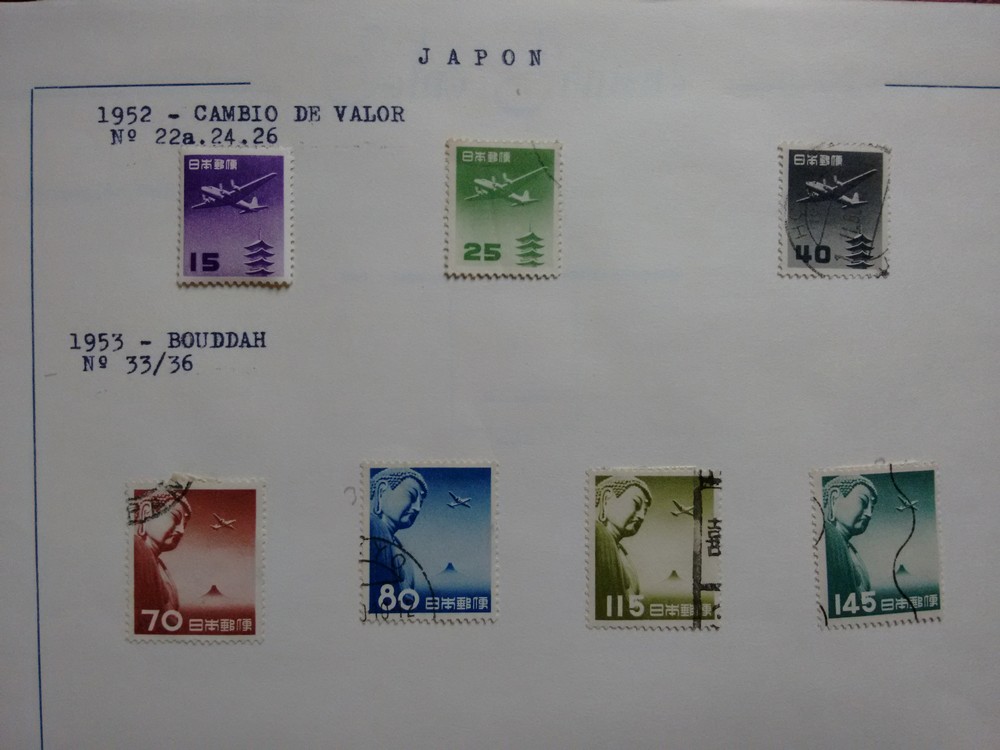 JAPON
1952 - CAMBIO DE VALOR
Nº 22a.24.26
日本郵便
15
日本郵便
25
日本郵便
40
1953 - BOUDDAH
Nº 33/36
70 日本郵便
80 日本郵便
115 日本郵便
145 日本郵便